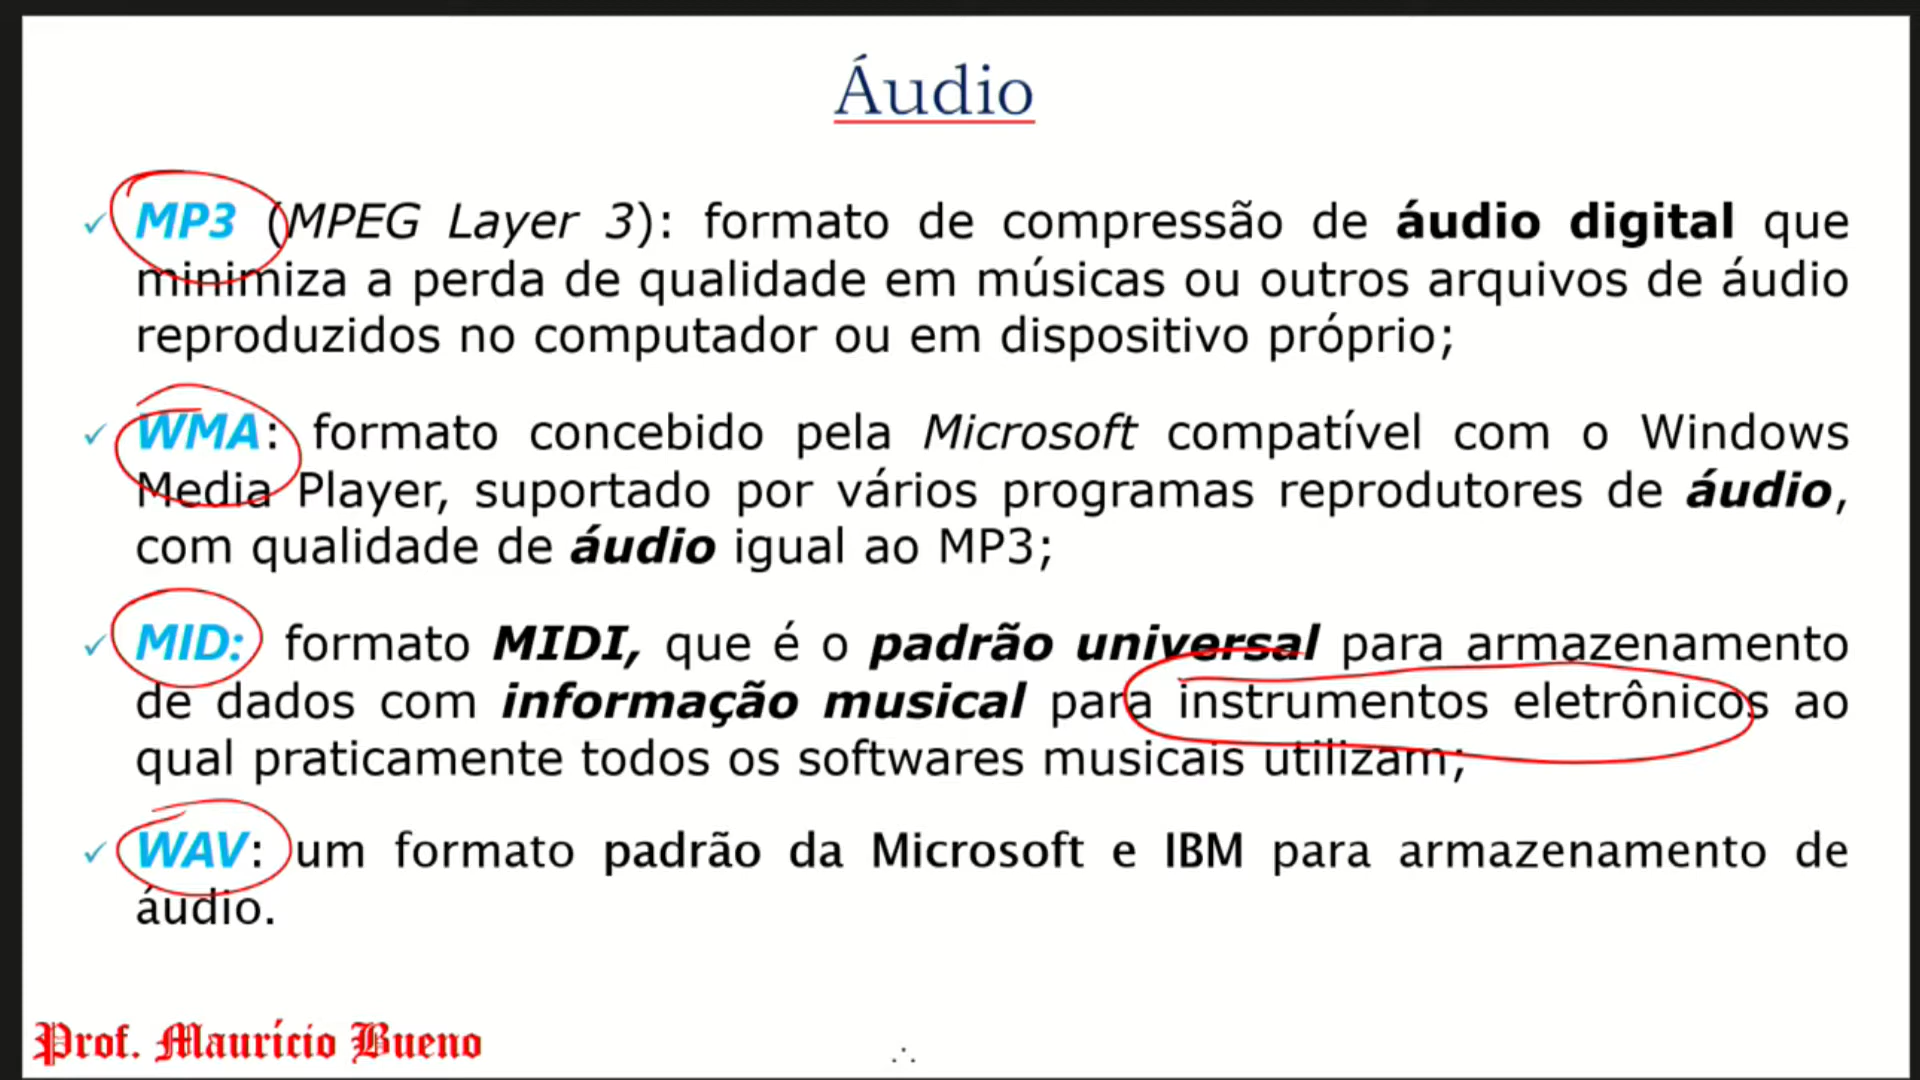 Áudio
✓ MP3 (MPEG Layer 3): formato de compressão de áudio digital que
minimiza a perda de qualidade em músicas ou outros arquivos de áudio
reproduzidos no computador ou em dispositivo próprio;
✓ WMA: formato concebido pela Microsoft compatível com o Windows
Media Player, suportado por vários programas reprodutores de áudio,
com qualidade de áudio igual ao MP3;
✓ MID: formato MIDI, que é o padrão universal para armazenamento
de dados com informação musical para instrumentos eletrônicos ao
qual praticamente todos os softwares musicais utilizam;
✓ WAV: um formato padrão da Microsoft e IBM para armazenamento de
áudio.
Prof. Maurício Bueno